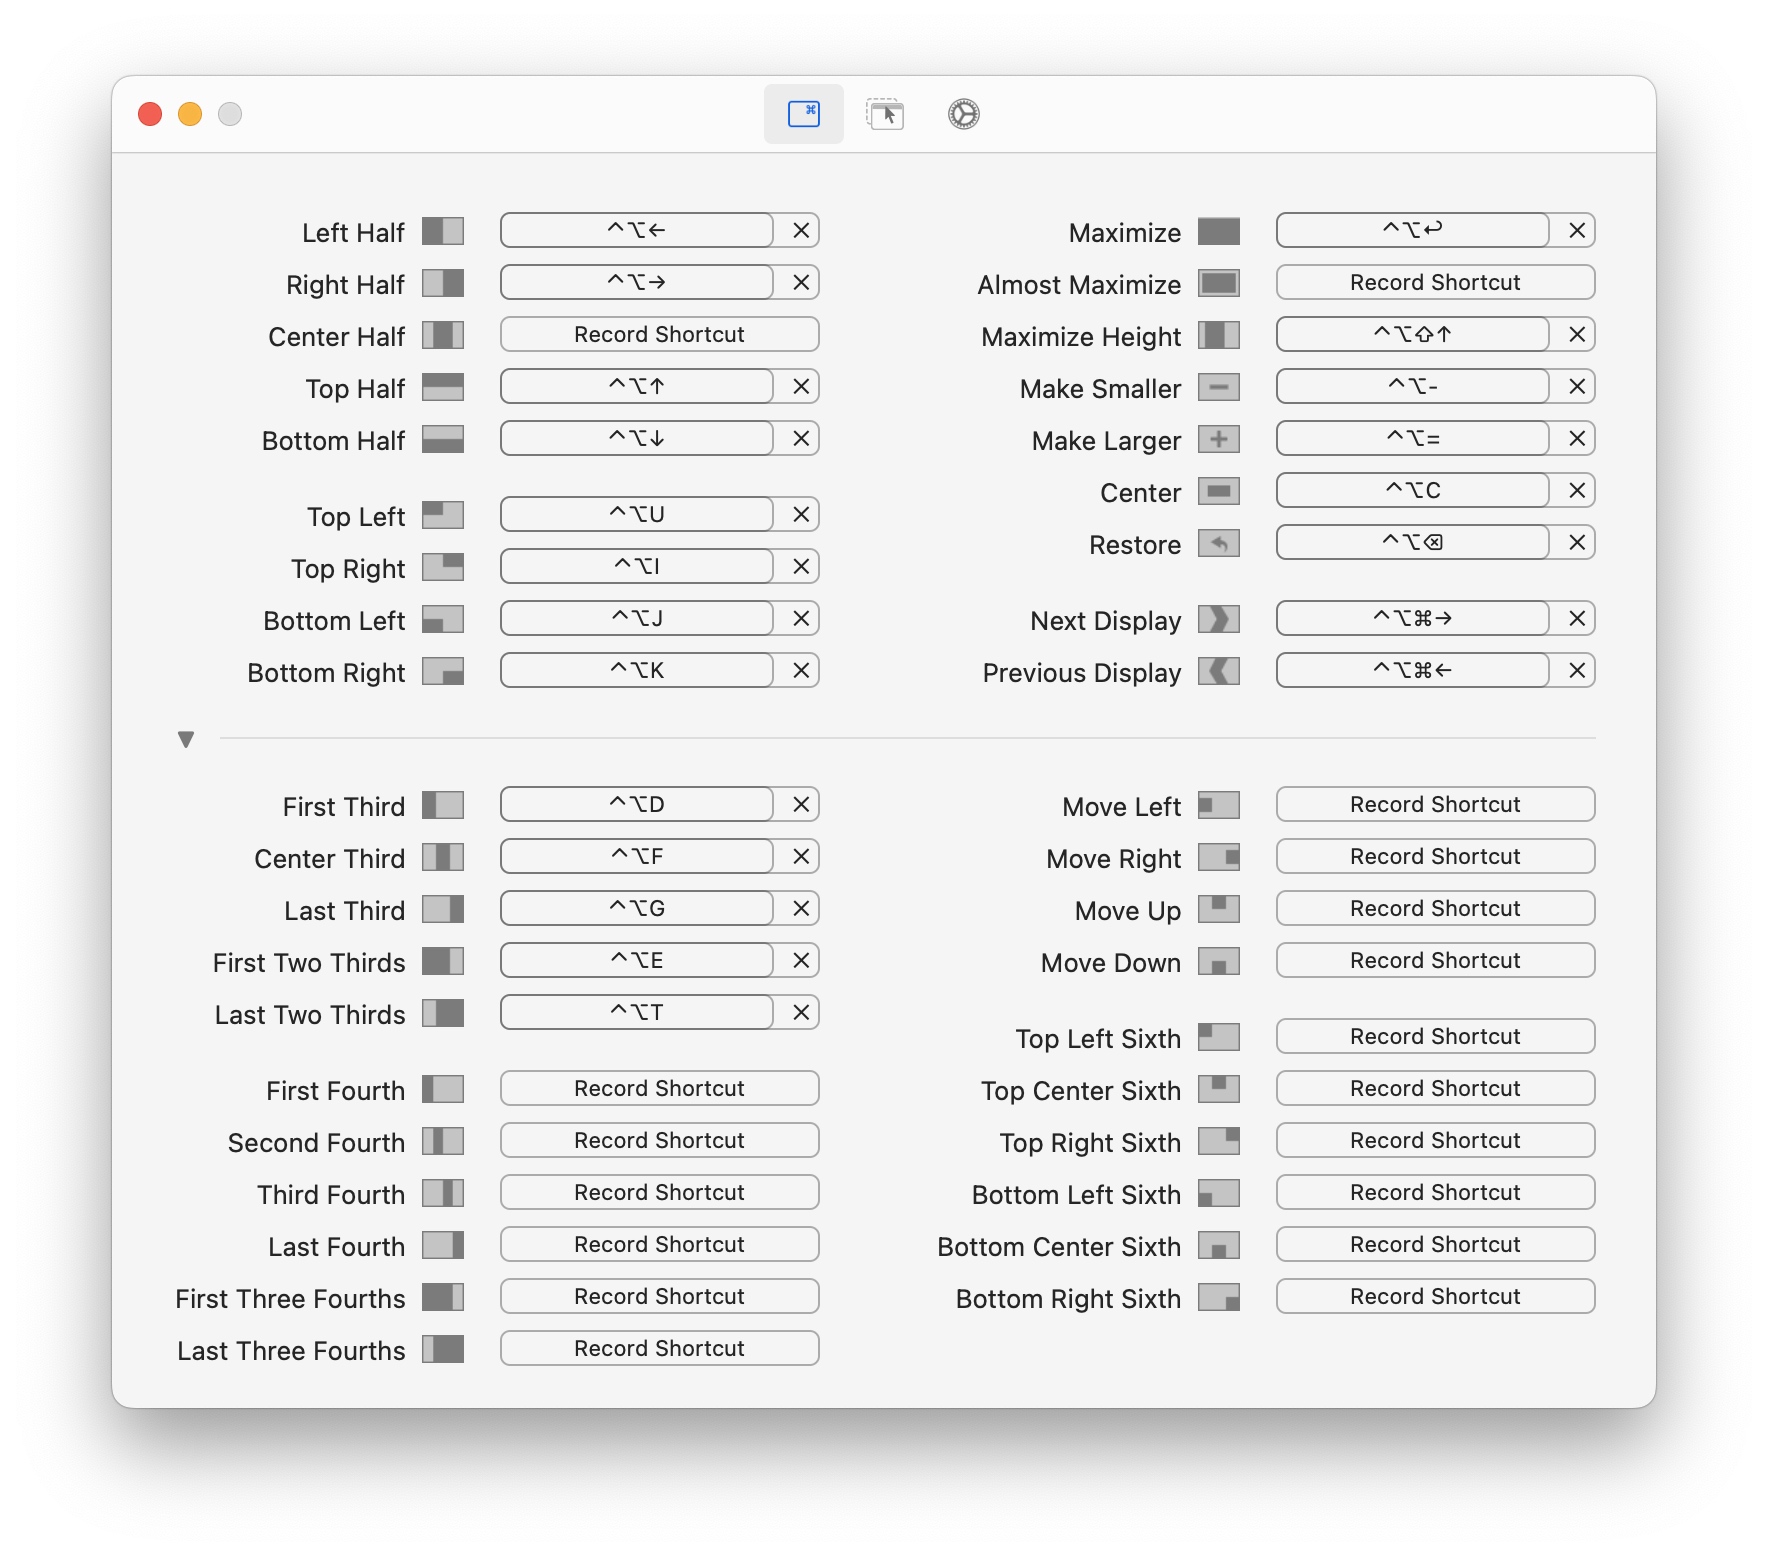 Left Half ^⌥←
Right Half ^⌥→
Center Half Record Shortcut
Top Half ^⌥↑
Bottom Half ^⌥↓
Top Left ^⌥U
Top Right ^⌥I
Bottom Left ^⌥J
Bottom Right ^⌥K
Maximize ^⌥↩
Almost Maximize Record Shortcut
Maximize Height ^⌥⇧↑
Make Smaller ^⌥-
Make Larger ^⌥=
Center ^⌥C
Restore ^⌥⌫
Next Display ^⌥⌘→
Previous Display ^⌥⌘←
First Third ^⌥D
Center Third ^⌥F
Last Third ^⌥G
First Two Thirds ^⌥E
Last Two Thirds ^⌥T
First Fourth Record Shortcut
Second Fourth Record Shortcut
Third Fourth Record Shortcut
Last Fourth Record Shortcut
First Three Fourths Record Shortcut
Last Three Fourths Record Shortcut
Move Left Record Shortcut
Move Right Record Shortcut
Move Up Record Shortcut
Move Down Record Shortcut
Top Left Sixth Record Shortcut
Top Center Sixth Record Shortcut
Top Right Sixth Record Shortcut
Bottom Left Sixth Record Shortcut
Bottom Center Sixth Record Shortcut
Bottom Right Sixth Record Shortcut